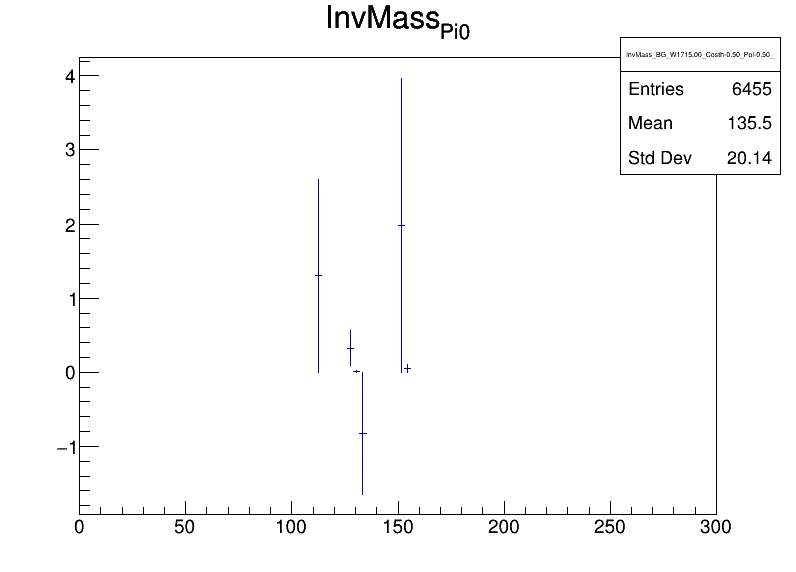 InvMass_Pi0
InvMass_BG_W1715.00_Costh-0.50_Pol-0.50_
Entries 6455
Mean 135.5
Std Dev 20.14
4
3
2
1
0
−1
0 50 100 150 200 250 300